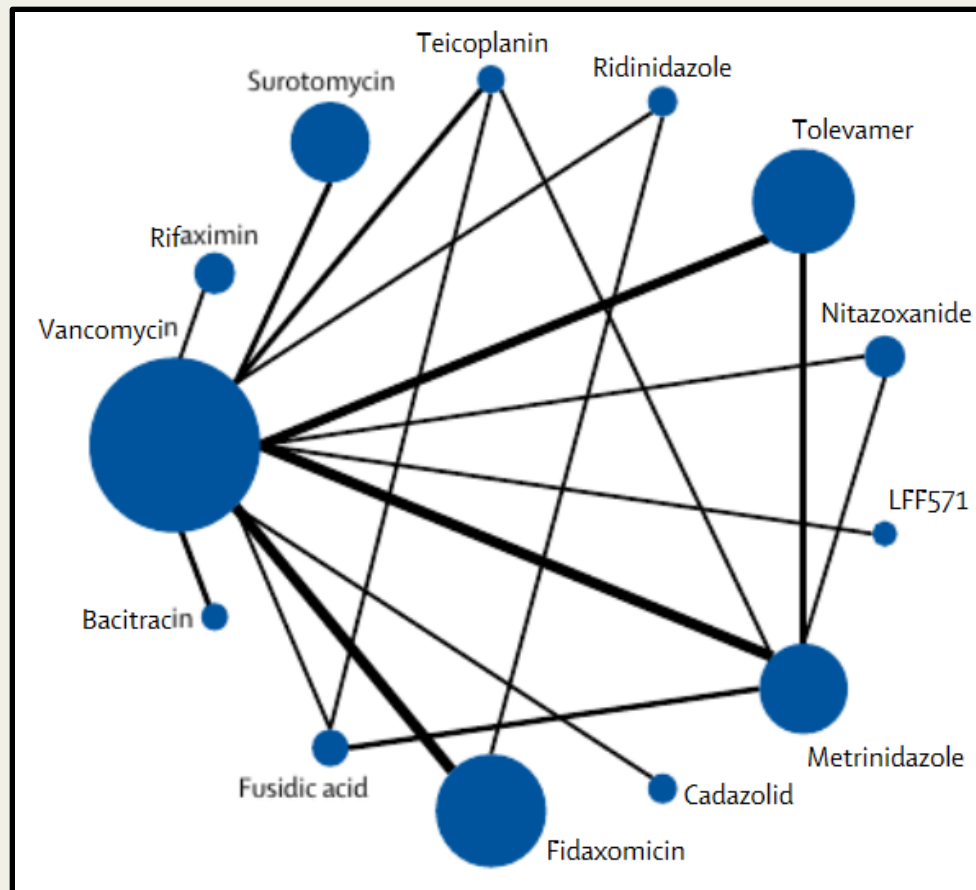 Teicoplanin
Ridinidazole
Surotomycin
Tolevamer
Rifaximin
Nitazoxanide
Vancomycin
LFF571
Bacitracin
Metrinidazole
Fusidic acid
Cadazolid
Fidaxomicin